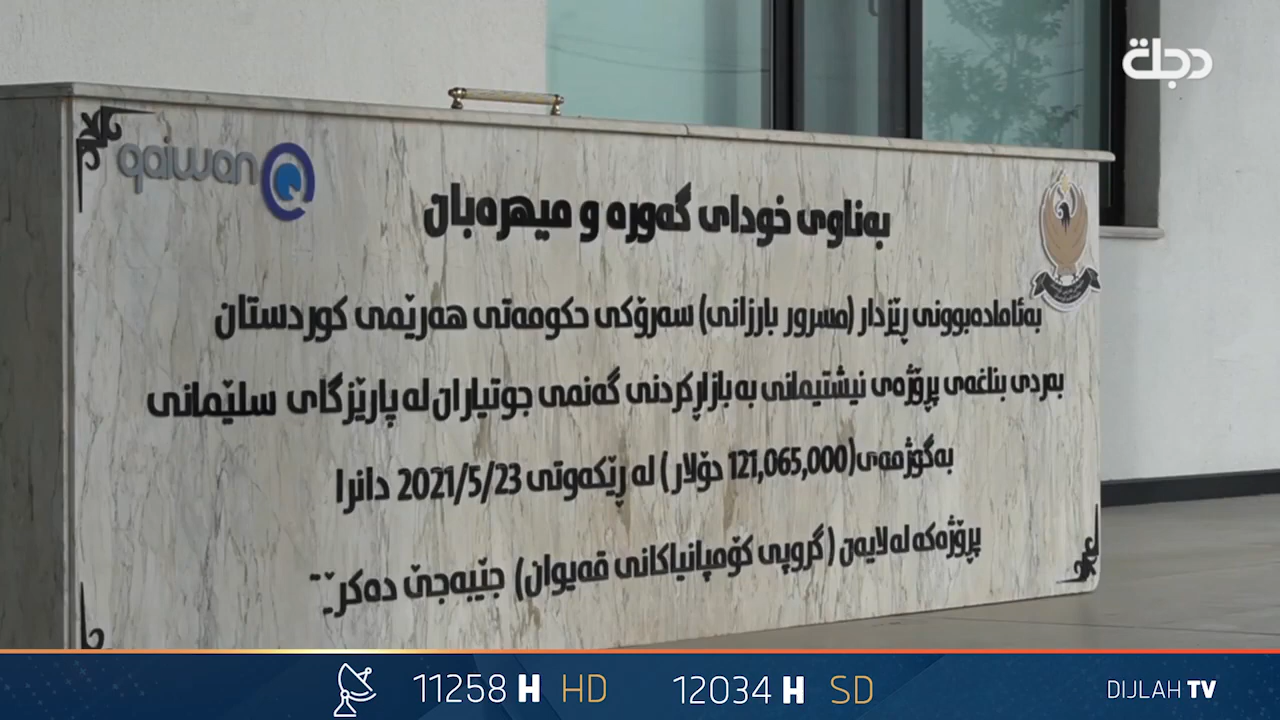 دجلة
qaiwan
بەناوی خودای گەورە و میهرەبان
بەئامادەبوونی ڕێزدار (مسرور بارزانی) سەرۆکی حکومەتی هەرێمی کوردستان
بەردی بناغەی پڕۆژەی نیشتیمانی بە بازاڕکردنی گەنمی جوتیاران لە پارێزگای سلێمانی
بەگوژمەی (121,065,000 دۆلار) لە ڕێکەوتی 2021/5/23 دانرا
پڕۆژەکە لەلایەن (گروپی کۆمپانیاکانی قەیوان) جێبەجێ دەکرێ
11258 H HD 12034 H SD DIJLAH TV